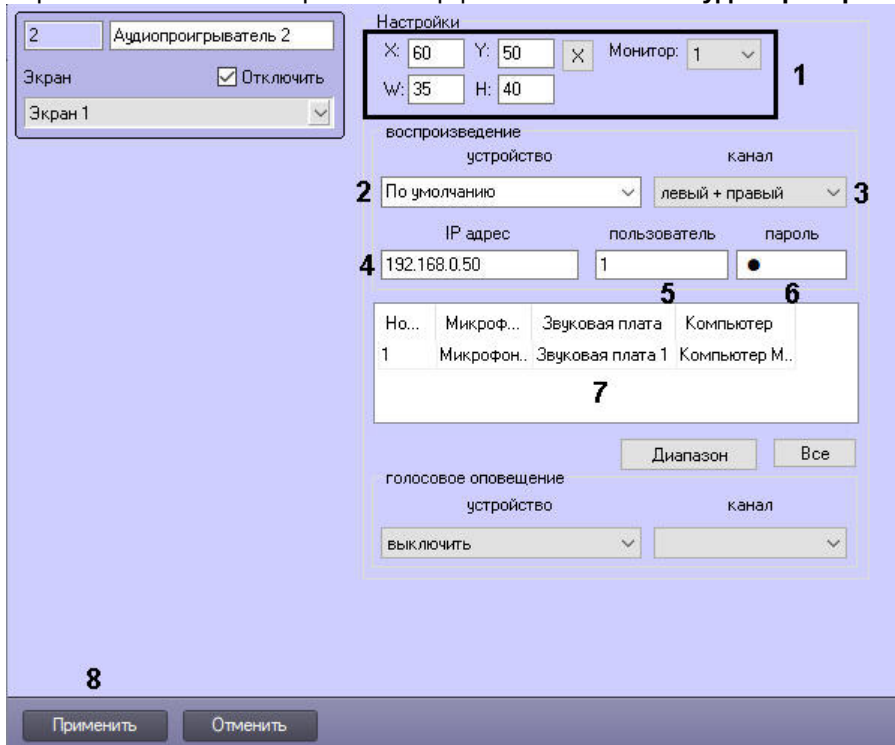 2 Аудиопроигрыватель 2
Экран Отключить
Экран 1
Настройки
X: 60 Y: 50 X Монитор: 1
W: 35 H: 40
1
воспроизведение
устройство канал
2 По умолчанию левый + правый 3
IP адрес пользователь пароль
4 192.168.0.50 1 ●
5 6
Но... Микроф... Звуковая плата Компьютер
1 Микрофон.. Звуковая плата 1 Компьютер М..
7
Диапазон Все
голосовое оповещение
устройство канал
выключить
8
Применить Отменить